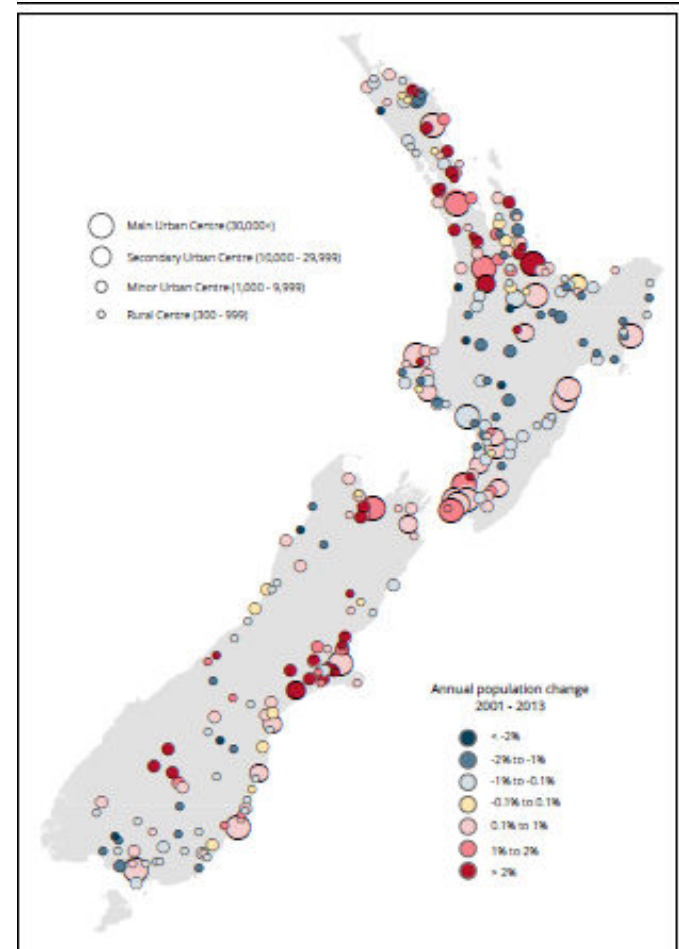 Main Urban Centre (30,000<)
Secondary Urban Centre (10,000 - 29,999)
Minor Urban Centre (1,000 - 9,999)
Rural Centre (300 - 999)
Annual population change
2001 - 2013
< -2%
-2% to -1%
-1% to -0.1%
-0.1% to 0.1%
0.1% to 1%
1% to 2%
> 2%